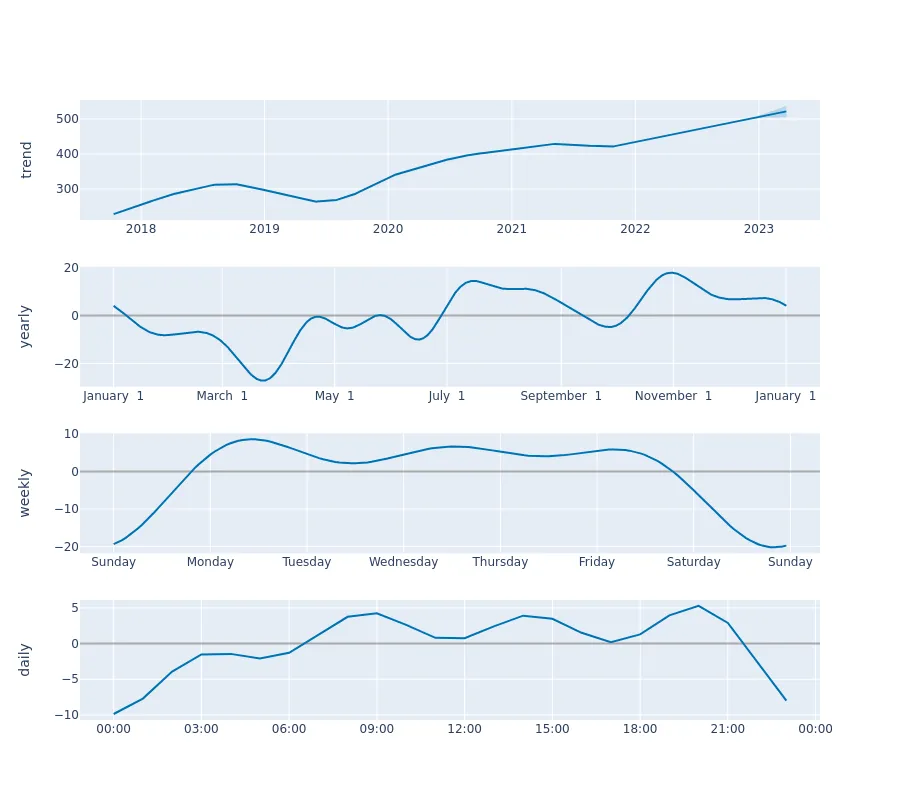 trend
500
400
300
2018 2019 2020 2021 2022 2023
yearly
20
0
−20
January 1 March 1 May 1 July 1 September 1 November 1 January 1
weekly
10
0
−10
−20
Sunday Monday Tuesday Wednesday Thursday Friday Saturday Sunday
daily
5
0
−5
−10
00:00 03:00 06:00 09:00 12:00 15:00 18:00 21:00 00:00